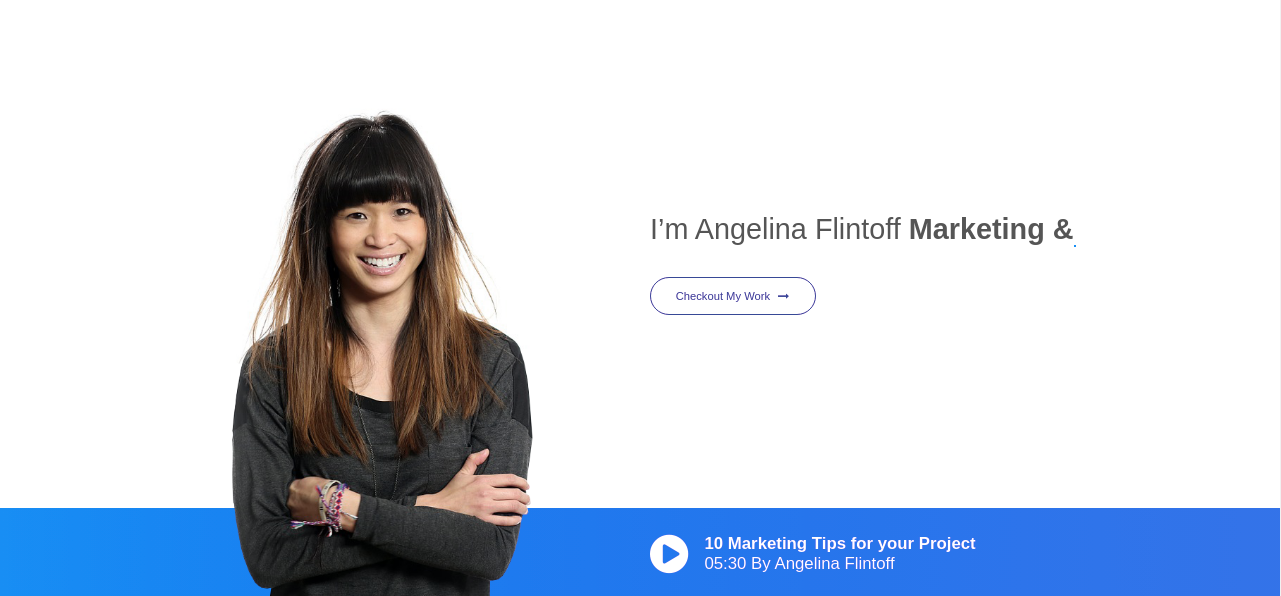 I’m Angelina Flintoff Marketing &
Checkout My Work
10 Marketing Tips for your Project
05:30 By Angelina Flintoff